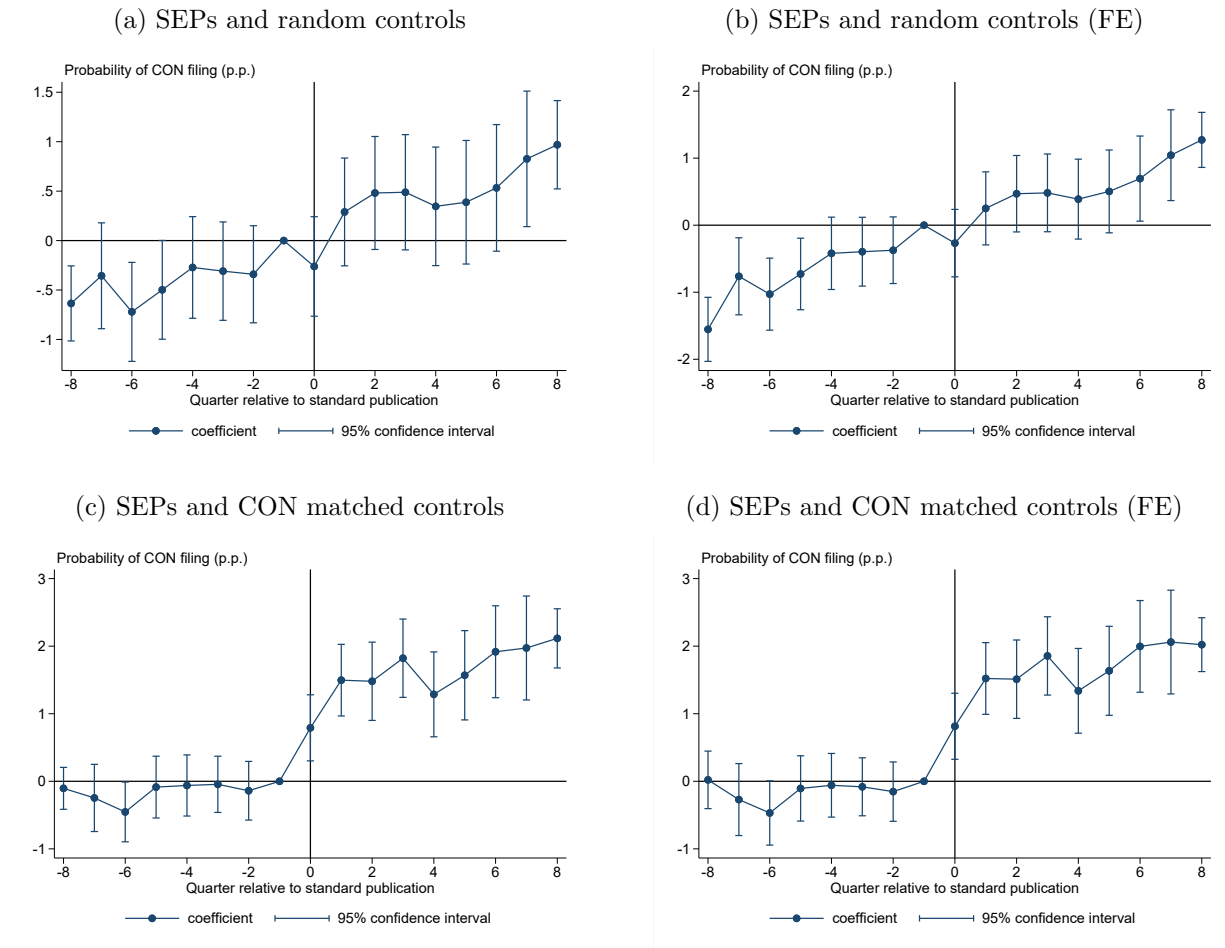 (a) SEPs and random controls
Probability of CON filing (p.p.)
1.5
1
.5
0
-.5
-1
-8 -6 -4 -2 0 2 4 6 8
Quarter relative to standard publication
coefficient 95% confidence interval
(b) SEPs and random controls (FE)
Probability of CON filing (p.p.)
2
1
0
-1
-2
-8 -6 -4 -2 0 2 4 6 8
Quarter relative to standard publication
coefficient 95% confidence interval
(c) SEPs and CON matched controls
Probability of CON filing (p.p.)
3
2
1
0
-1
-8 -6 -4 -2 0 2 4 6 8
Quarter relative to standard publication
coefficient 95% confidence interval
(d) SEPs and CON matched controls (FE)
Probability of CON filing (p.p.)
3
2
1
0
-1
-8 -6 -4 -2 0 2 4 6 8
Quarter relative to standard publication
coefficient 95% confidence interval